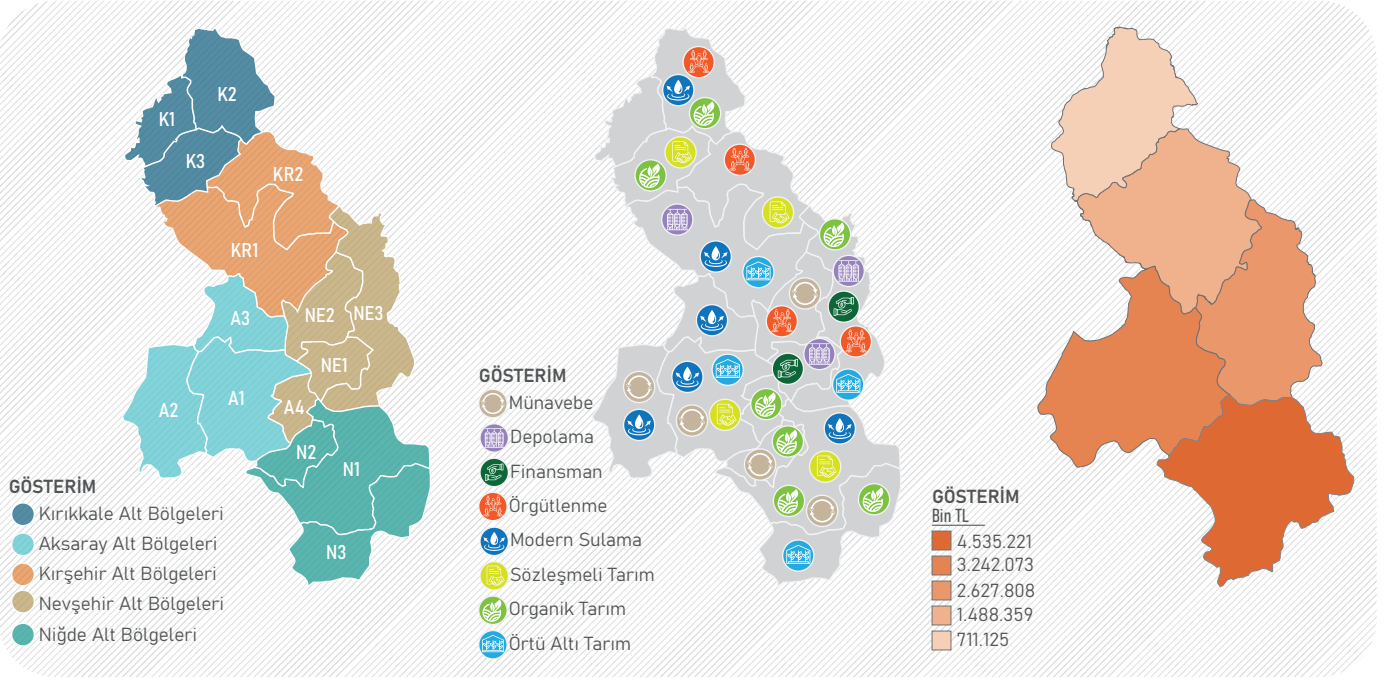 K2
K1
K3
KR2
KR1
A3
NE2
NE3
NE1
A1
A2
A4
N2
N1
N3
GÖSTERİM
Kırıkkale Alt Bölgeleri
Aksaray Alt Bölgeleri
Kırşehir Alt Bölgeleri
Nevşehir Alt Bölgeleri
Niğde Alt Bölgeleri
GÖSTERİM
Münavebe
Depolama
Finansman
Örgütlenme
Modern Sulama
Sözleşmeli Tarım
Organik Tarım
Örtü Altı Tarım
GÖSTERİM
Bin TL
4.535.221
3.242.073
2.627.808
1.488.359
711.125